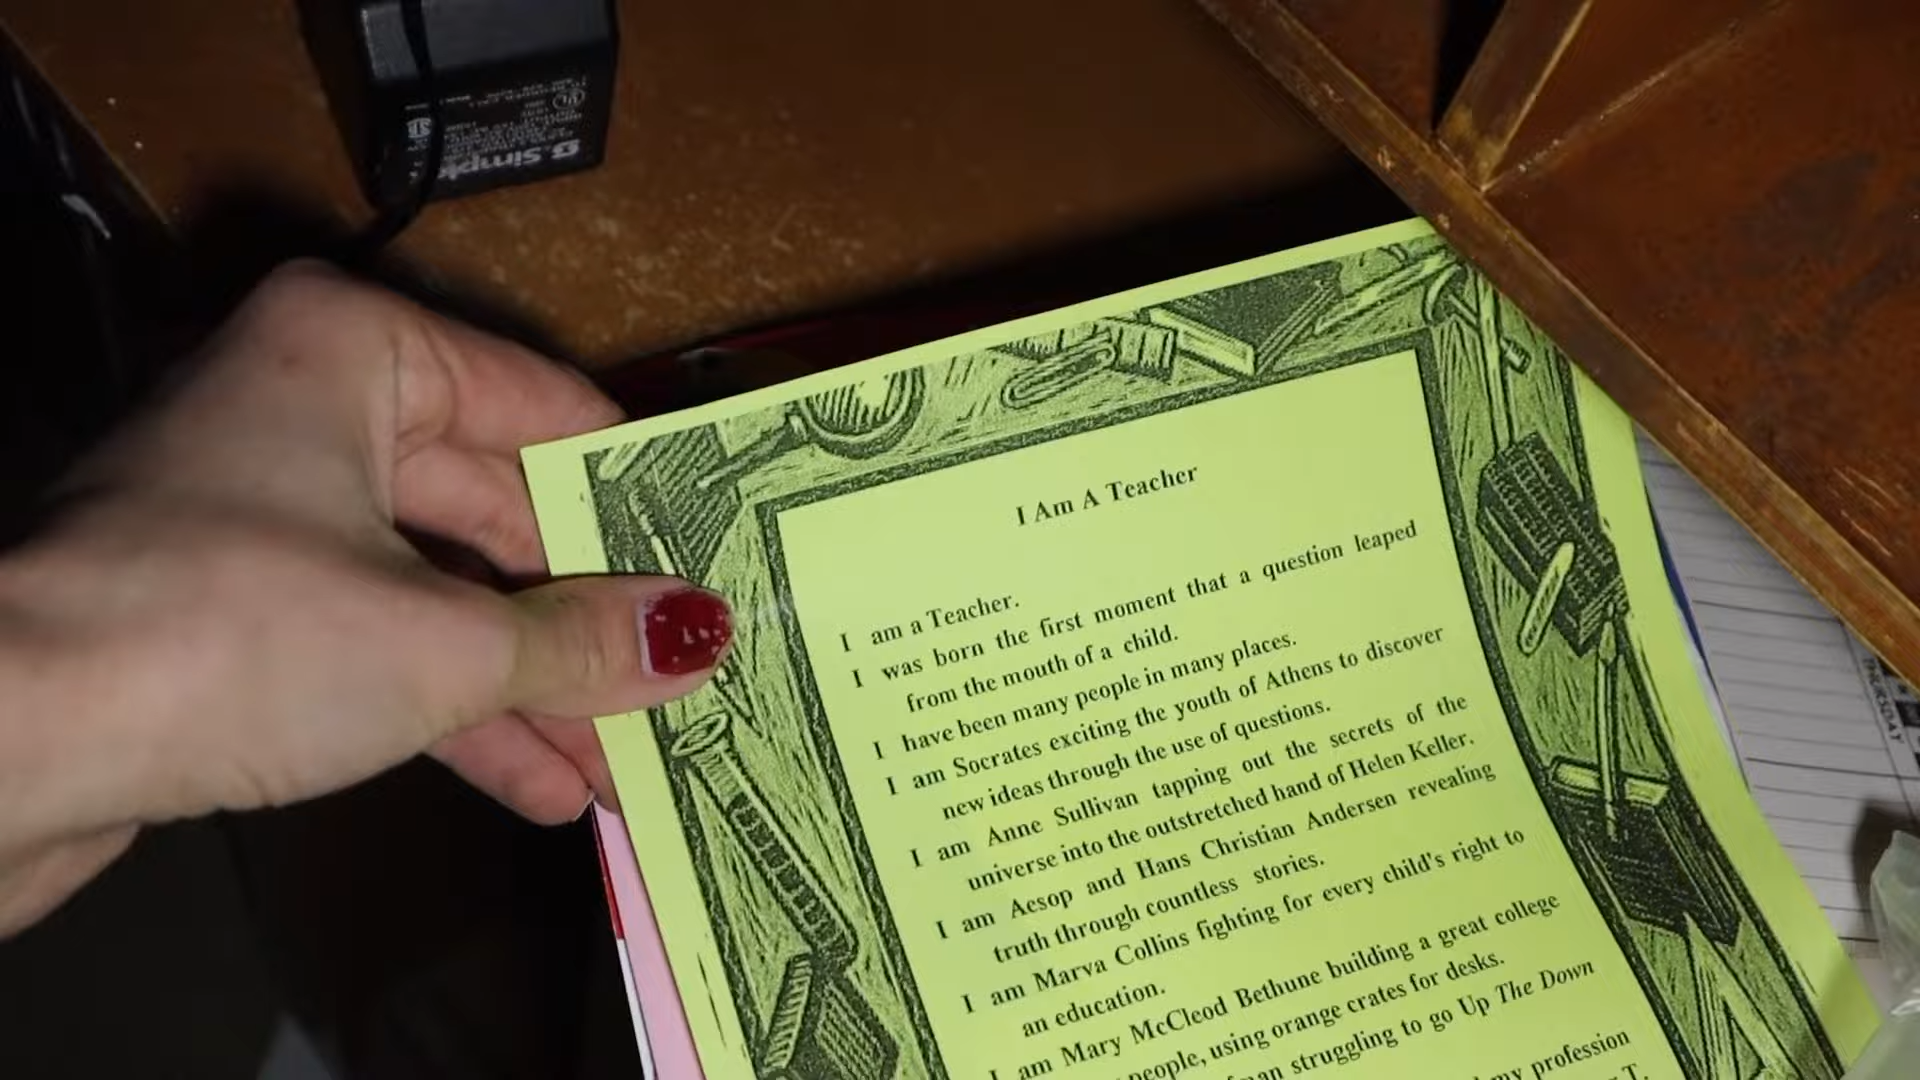 B.Simple
I Am A Teacher
I am a Teacher.
I was born the first moment that a question leaped
from the mouth of a child.
I have been many people in many places.
I am Socrates exciting the youth of Athens to discover
new ideas through the use of questions.
I am Anne Sullivan tapping out the secrets of the
universe into the outstretched hand of Helen Keller.
I am Aesop and Hans Christian Andersen revealing
truth through countless stories.
I am Marva Collins fighting for every child's right to
an education.
I am Mary McCleod Bethune building a great college
people, using orange crates for desks.
struggling to go Up The Down
my profession
T.
THURSDAY